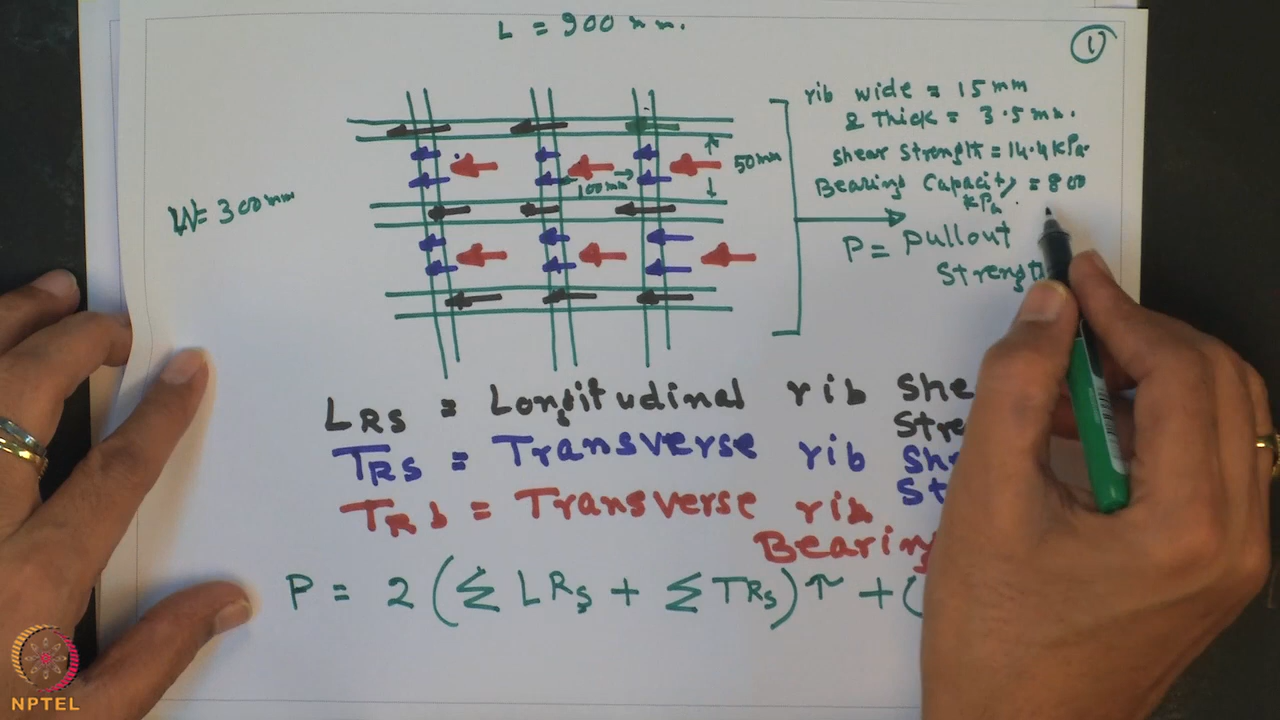 L = 900 mm.
1
rib wide = 15 mm
& thick = 3.5 mm.
shear strength = 14.4 kPa.
Bearing Capacity = 800
kPa.
P = Pullout
Strength
50 mm
100 mm
W = 300 mm
LRS = Longitudinal rib
TRS = Transverse rib
TRb = Transverse rib
Bearing
P = 2 (Σ LRS + Σ TRS) τ + (
NPTEL